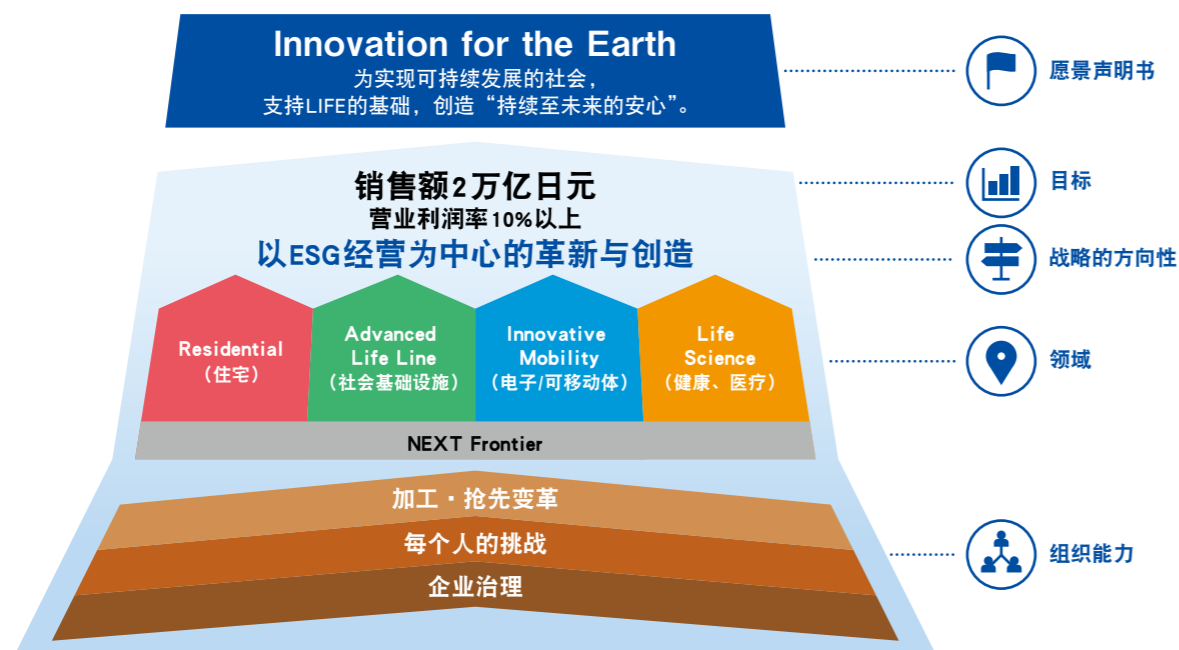 Innovation for the Earth
为实现可持续发展的社会，
支持LIFE的基础，创造“持续至未来的安心”。
愿景声明书
销售额2万亿日元
营业利润率10%以上
目标
以ESG经营为中心的革新与创造
战略的方向性
Residential
（住宅）
Advanced
Life Line
（社会基础设施）
Innovative
Mobility
（电子/可移动体）
Life
Science
（健康、医疗）
领域
NEXT Frontier
加工·抢先变革
每个人的挑战
企业治理
组织能力